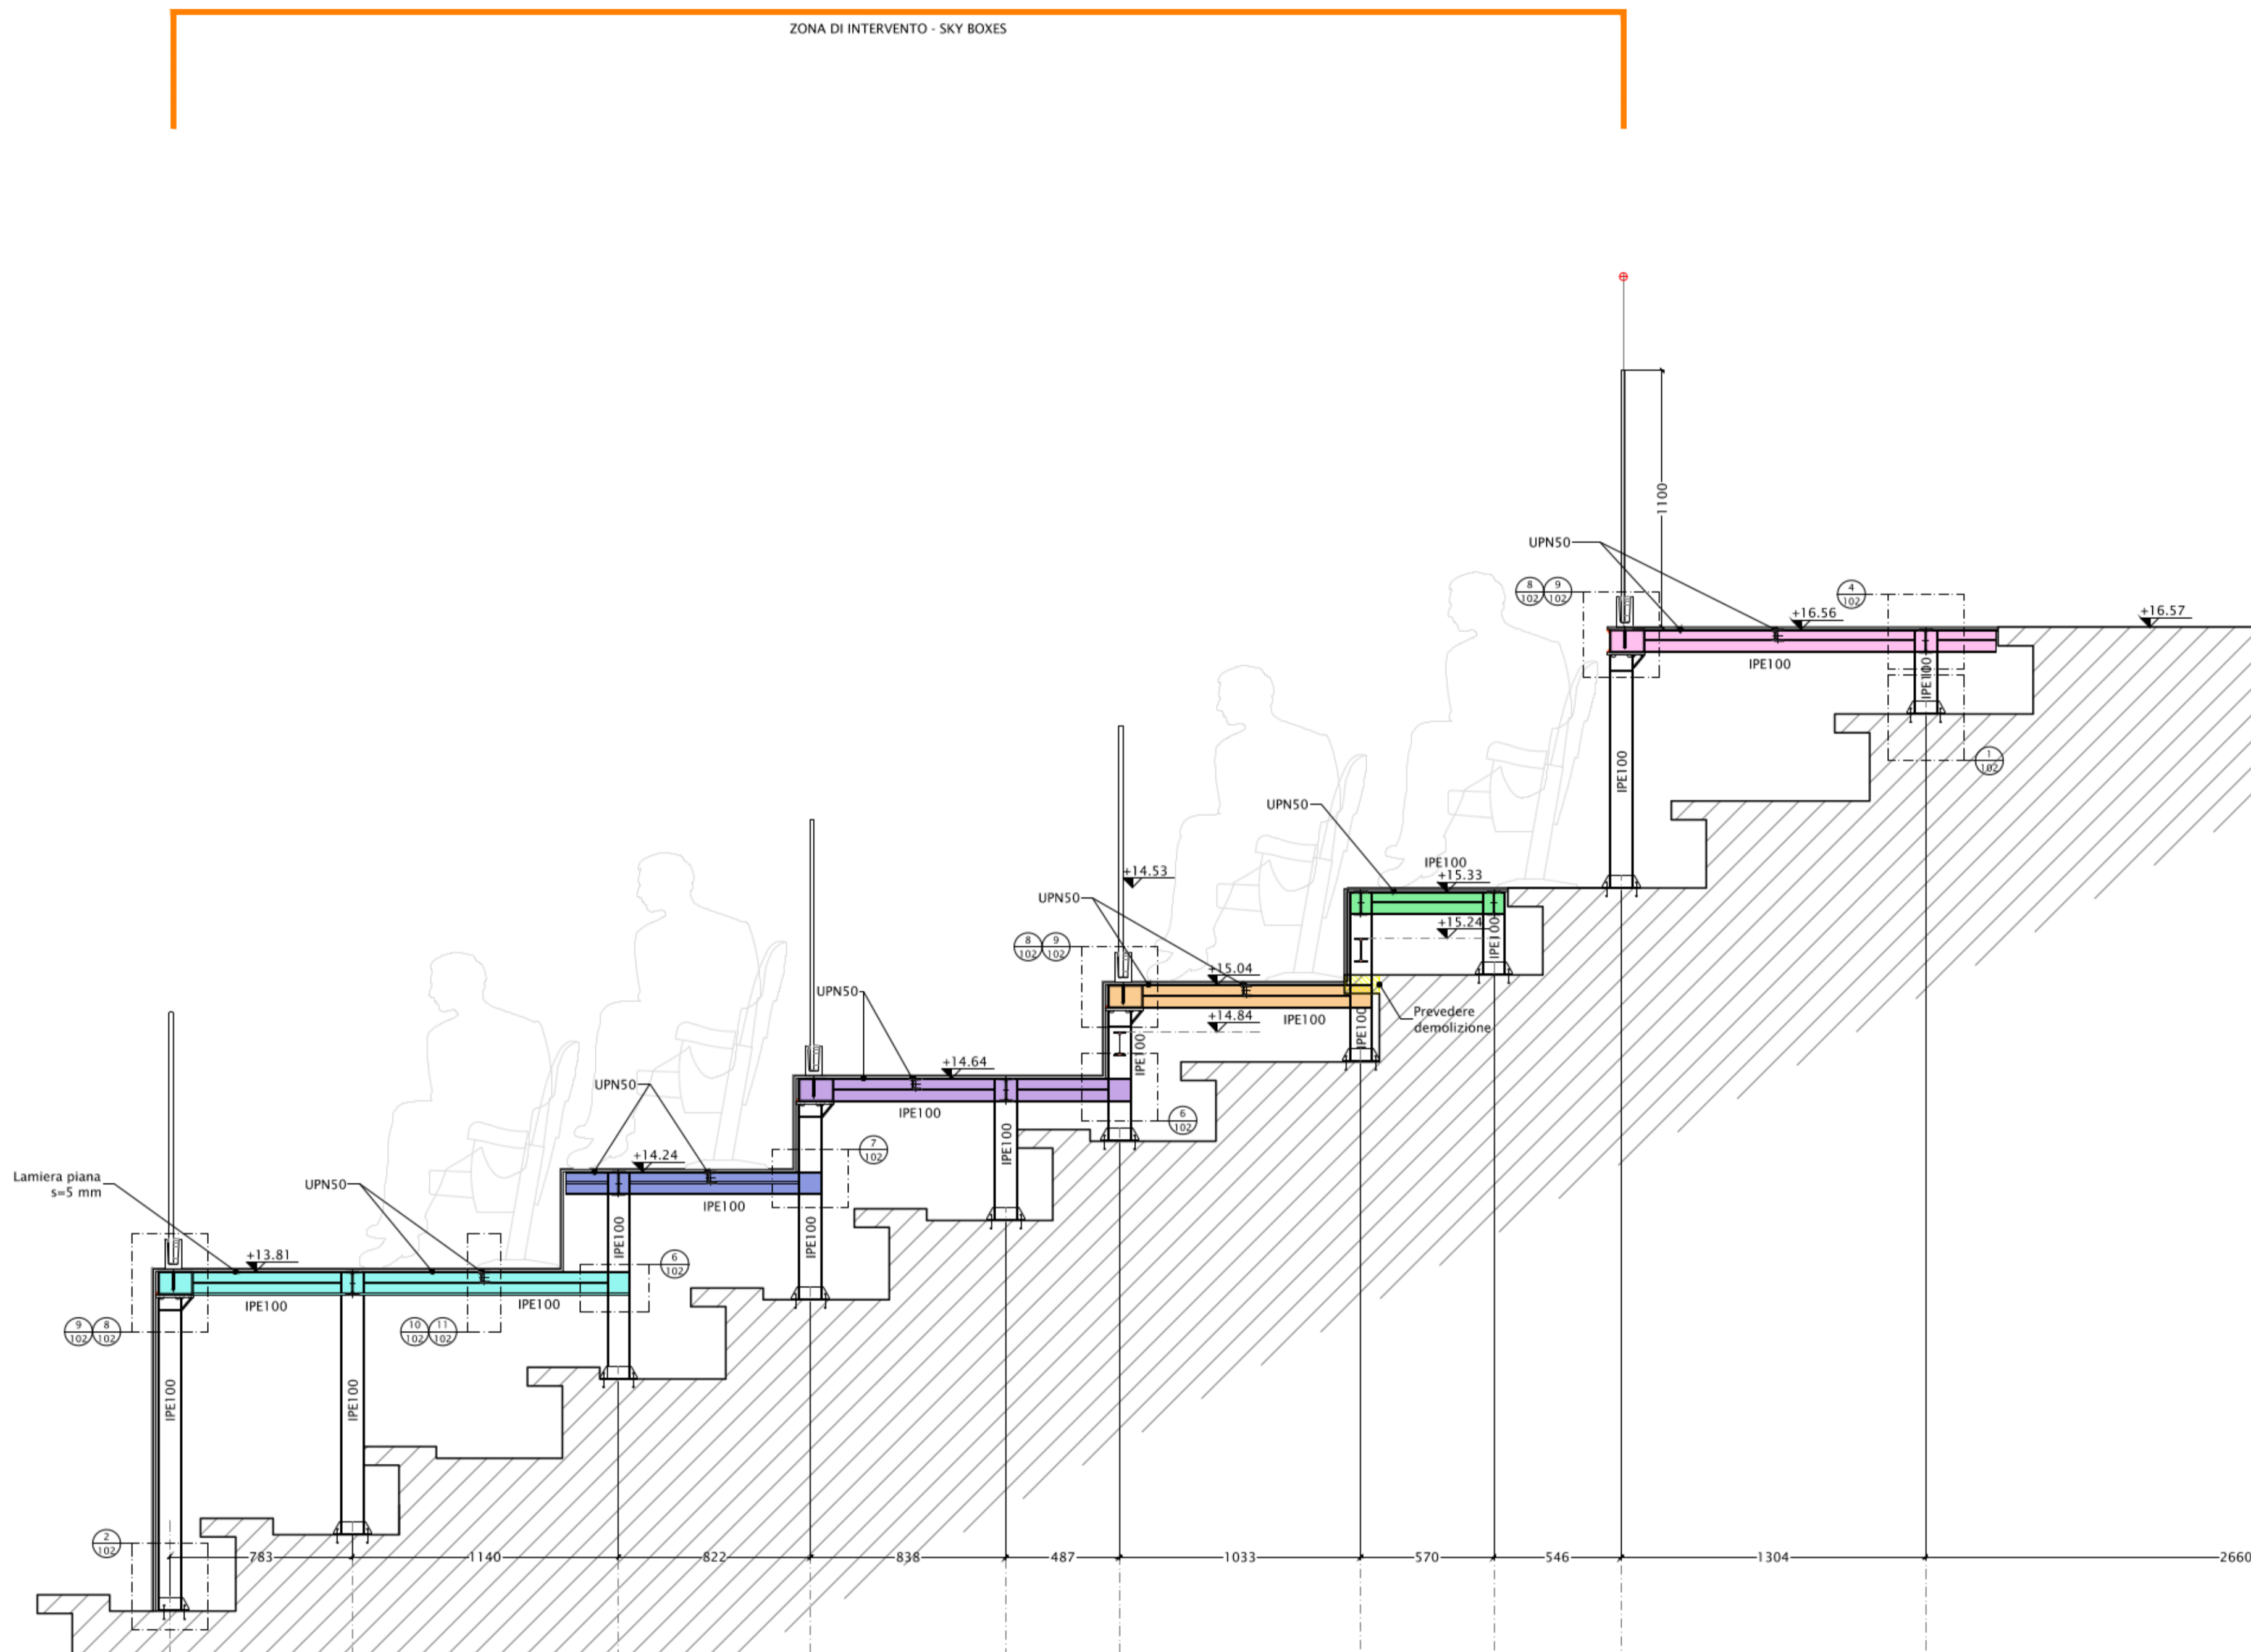 ZONA DI INTERVENTO - SKY BOXES
1100
UPN50
8
102
9
102
4
102
+16.56
+16.57
IPE100
IPE100
IPE100
1
102
UPN50
IPE100
+15.33
+15.24
IPE100
+14.53
UPN50
8
102
9
102
+15.04
IPE100
+14.84
IPE100
Prevedere
demolizione
IPE100
UPN50
+14.64
IPE100
IPE100
6
102
UPN50
+14.24
7
102
IPE100
IPE100
IPE100
6
102
Lamiera piana
s=5 mm
UPN50
+13.81
IPE100
IPE100
9
102
8
102
10
102
11
102
IPE100
IPE100
2
102
783
1140
822
838
487
1033
570
546
1304
2660